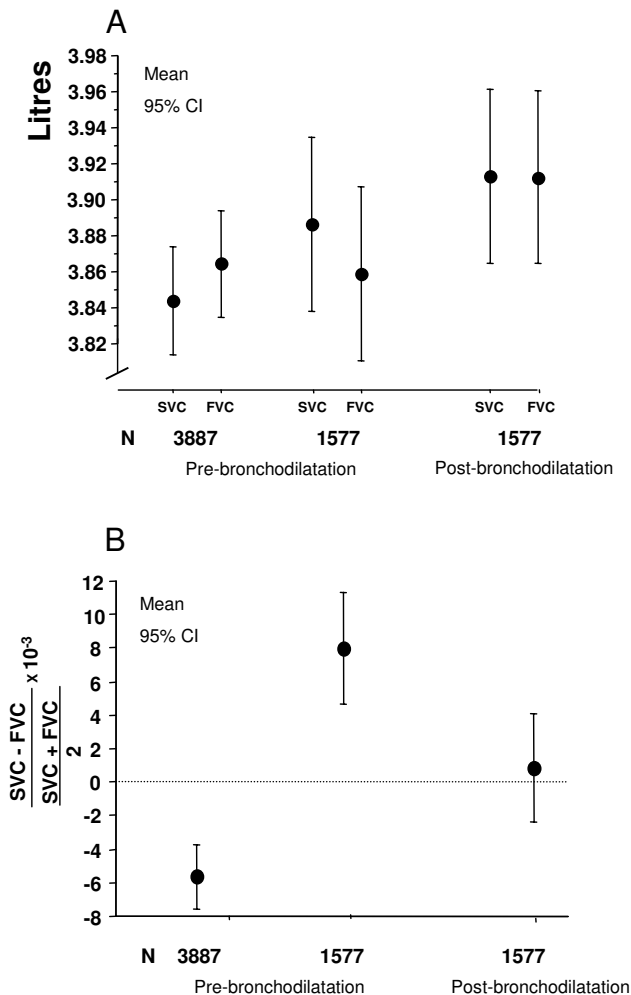 A
Litres
3.98
3.96
3.94
3.92
3.90
3.88
3.86
3.84
3.82
Mean
95% CI
SVC FVC SVC FVC SVC FVC
N 3887 1577 1577
Pre-bronchodilatation Post-bronchodilatation
B
SVC - FVC
SVC + FVC
2
x 10-3
12
10
8
6
4
2
0
-2
-4
-6
-8
Mean
95% CI
N 3887 1577 1577
Pre-bronchodilatation Post-bronchodilatation